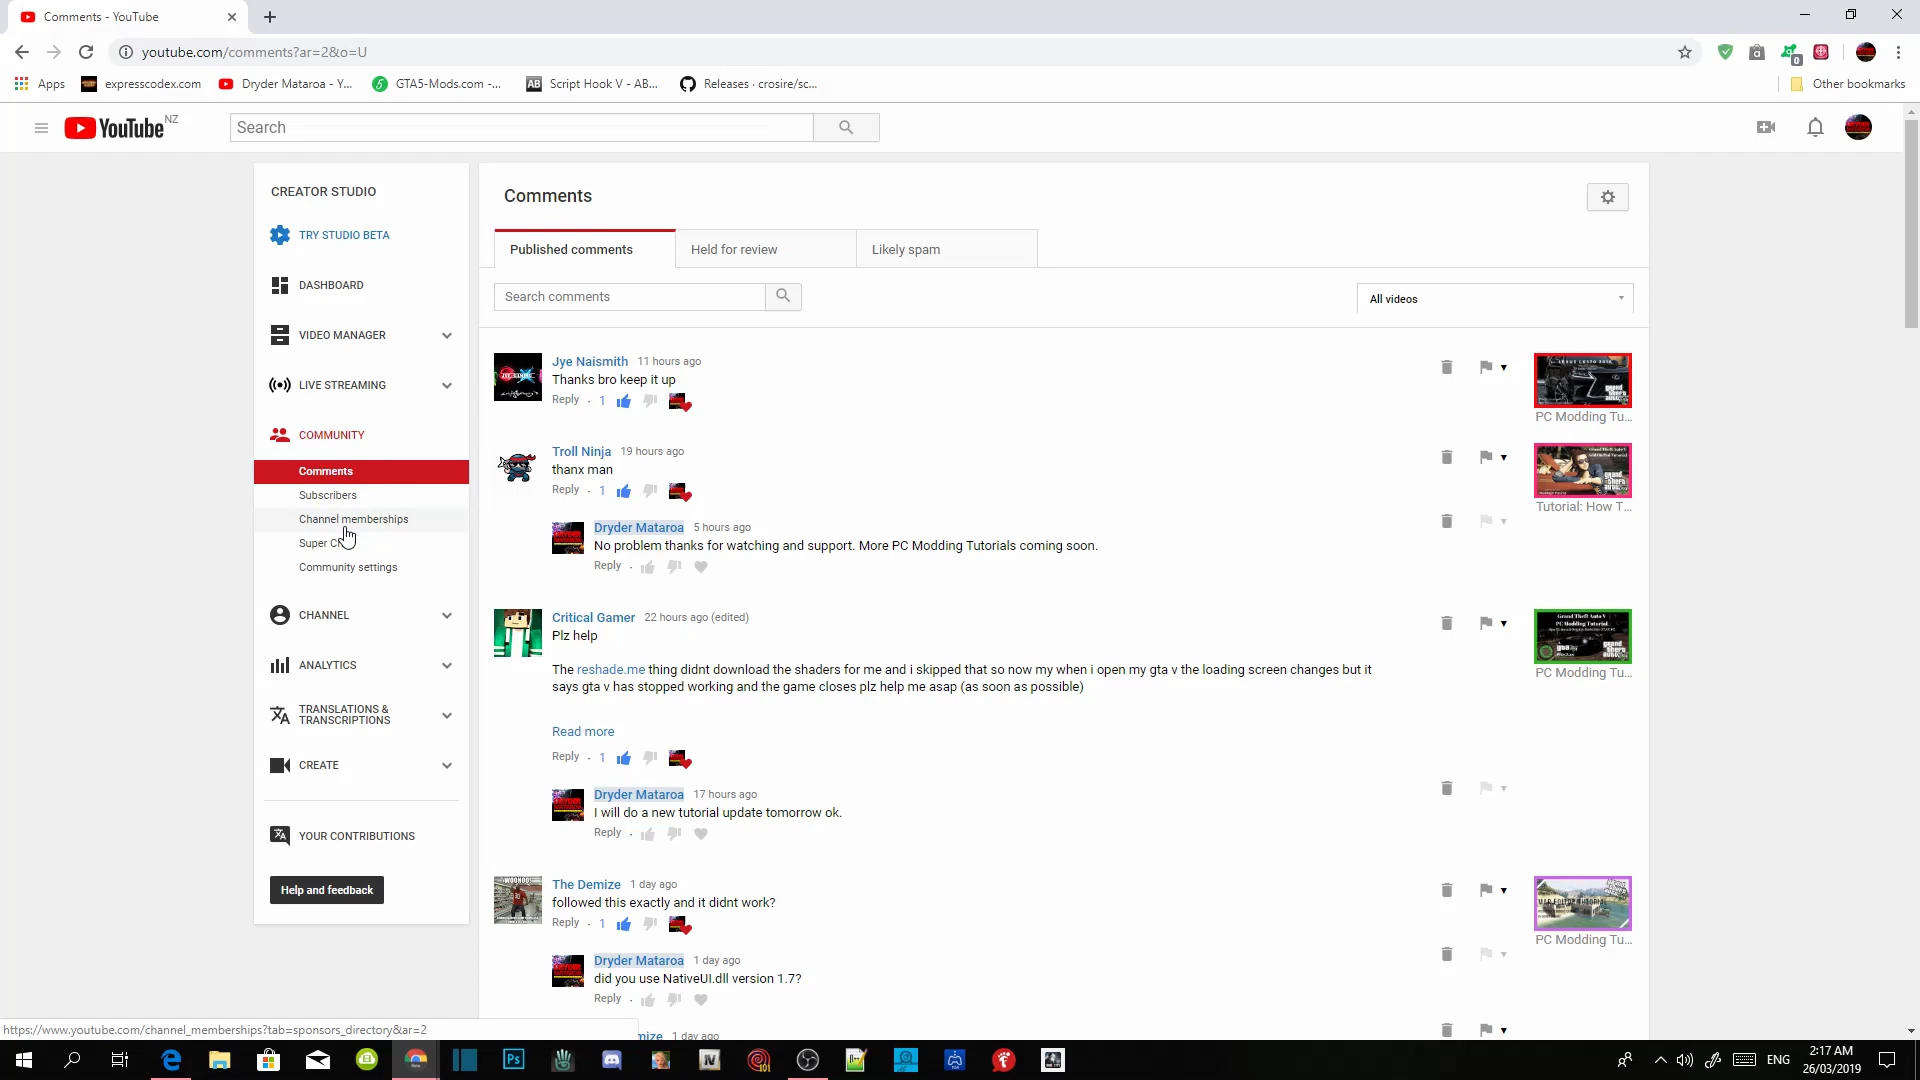 Comments - YouTube
youtube.com/comments?ar=2&o=U
Apps
expresscodex.com
Dryder Mataroa - Y...
GTA5-Mods.com -...
Script Hook V - AB...
Releases · crosire/sc...
Other bookmarks
YouTube NZ
Search
CREATOR STUDIO
TRY STUDIO BETA
DASHBOARD
VIDEO MANAGER
LIVE STREAMING
COMMUNITY
Comments
Subscribers
Channel memberships
Super C
Community settings
CHANNEL
ANALYTICS
TRANSLATIONS &
TRANSCRIPTIONS
CREATE
YOUR CONTRIBUTIONS
Help and feedback
Comments
Published comments
Held for review
Likely spam
Search comments
All videos
Jye Naismith 11 hours ago
Thanks bro keep it up
Reply · 1
PC Modding Tu...
Troll Ninja 19 hours ago
thanx man
Reply · 1
Tutorial: How T...
Dryder Mataroa 5 hours ago
No problem thanks for watching and support. More PC Modding Tutorials coming soon.
Reply ·
Critical Gamer 22 hours ago (edited)
Plz help
The reshade.me thing didnt download the shaders for me and i skipped that so now my when i open my gta v the loading screen changes but it
says gta v has stopped working and the game closes plz help me asap (as soon as possible)
Read more
Reply · 1
PC Modding Tu...
Dryder Mataroa 17 hours ago
I will do a new tutorial update tomorrow ok.
Reply ·
The Demize 1 day ago
followed this exactly and it didnt work?
Reply · 1
PC Modding Tu...
Dryder Mataroa 1 day ago
did you use NativeUI.dll version 1.7?
Reply ·
mize 1 day ago
https://www.youtube.com/channel_memberships?tab=sponsors_directory&ar=2
ENG
2:17 AM
26/03/2019